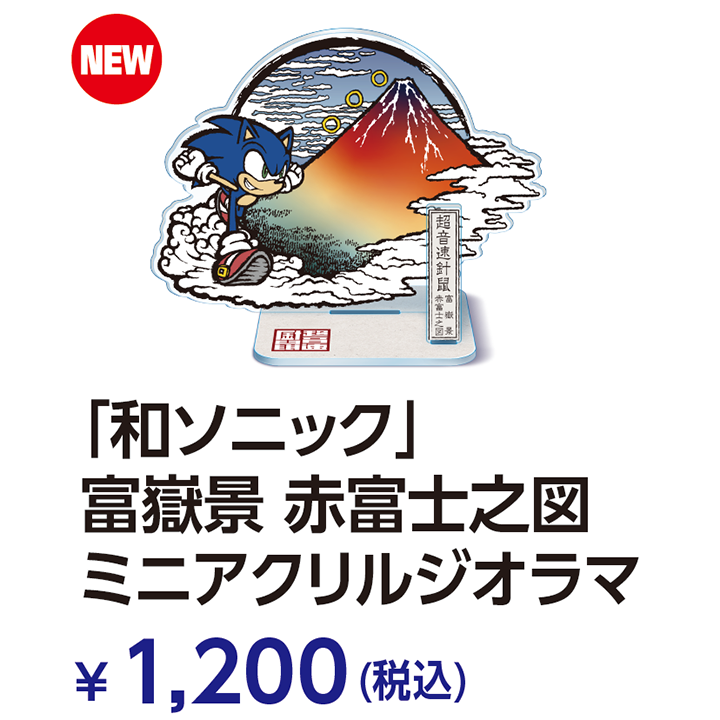 NEW
超音速針鼠
富嶽景
赤富士之図
「和ソニック」
富嶽景 赤富士之図
ミニアクリルジオラマ
¥ 1,200 (税込)